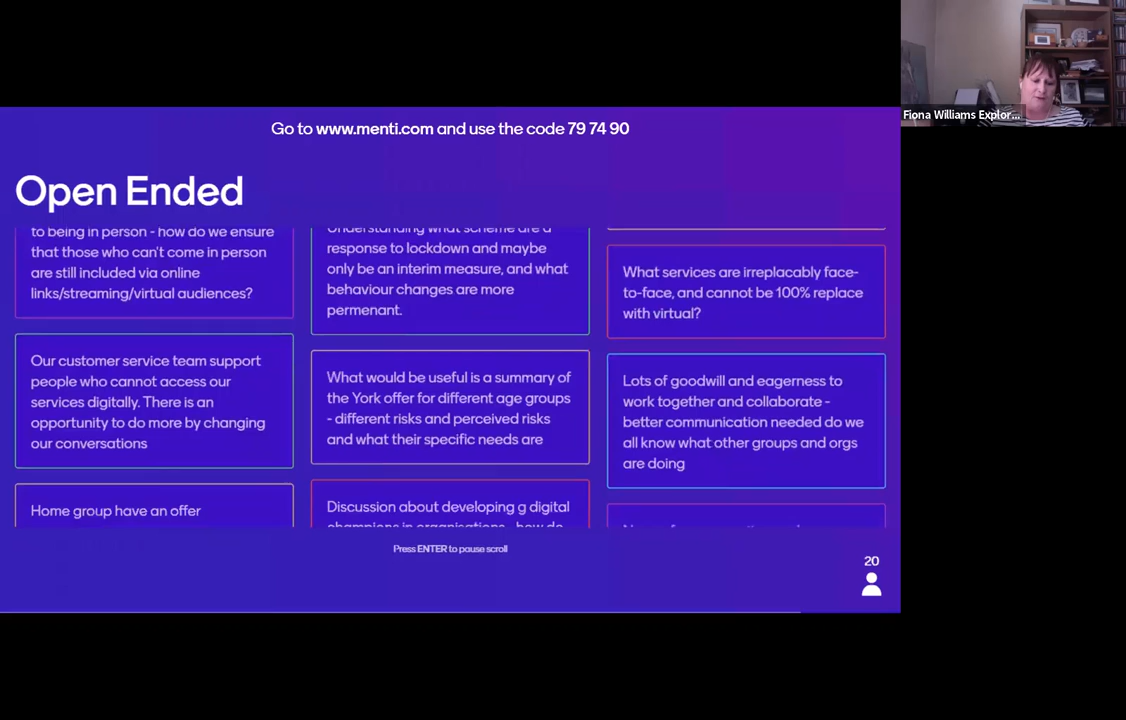 Go to www.menti.com and use the code 79 74 90
Fiona Williams Explor...
Open Ended
to being in person - how do we ensure
that those who can't come in person
are still included via online
links/streaming/virtual audiences?
Our customer service team support
people who cannot access our
services digitally. There is an
opportunity to do more by changing
our conversations
Home group have an offer
Understanding what scheme are a
response to lockdown and maybe
only be an interim measure, and what
behaviour changes are more
permenant.
What would be useful is a summary of
the York offer for different age groups
- different risks and perceived risks
and what their specific needs are
Discussion about developing g digital
champions in organisations - how do
What services are irreplacably face-
to-face, and cannot be 100% replace
with virtual?
Lots of goodwill and eagerness to
work together and collaborate -
better communication needed do we
all know what other groups and orgs
are doing
Press ENTER to pause scroll
20